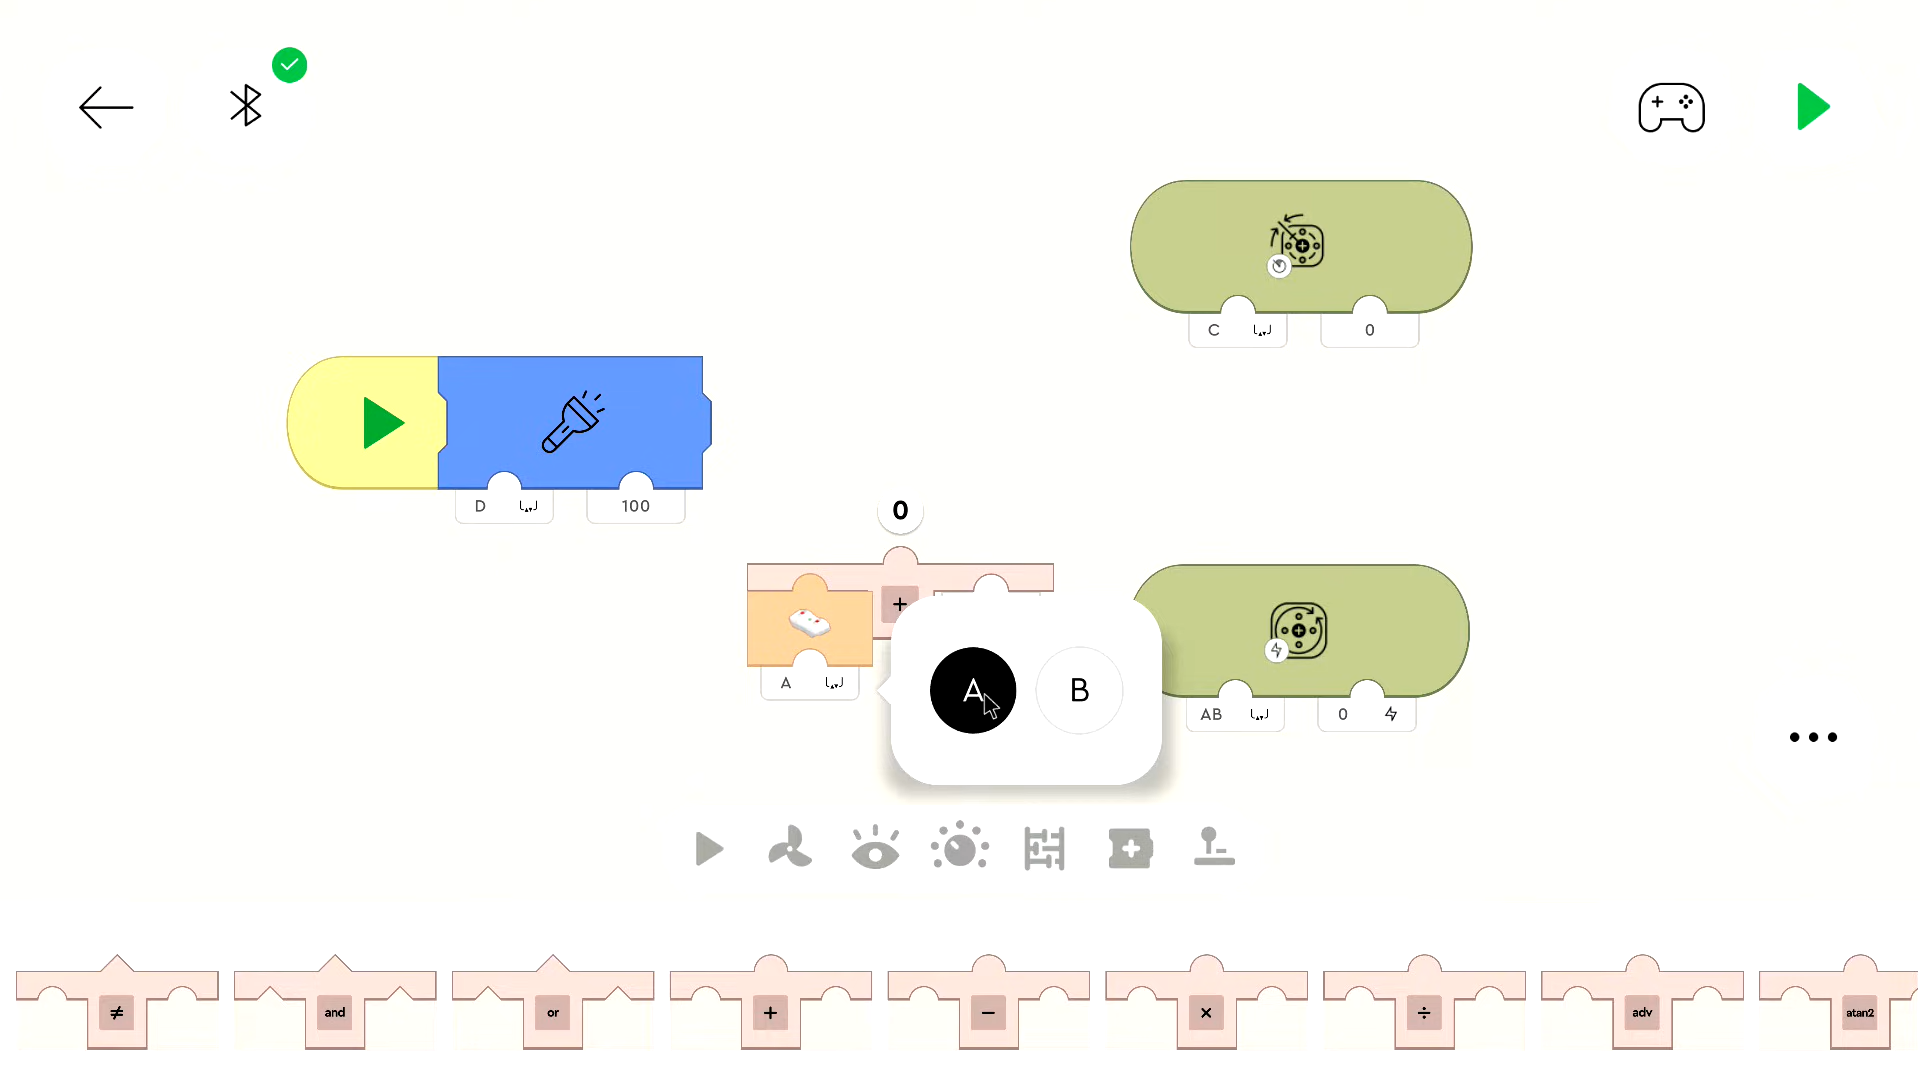 C 0
D 100
0
+
A B
A
AB 0
≠ and or + − × ÷ adv atan2